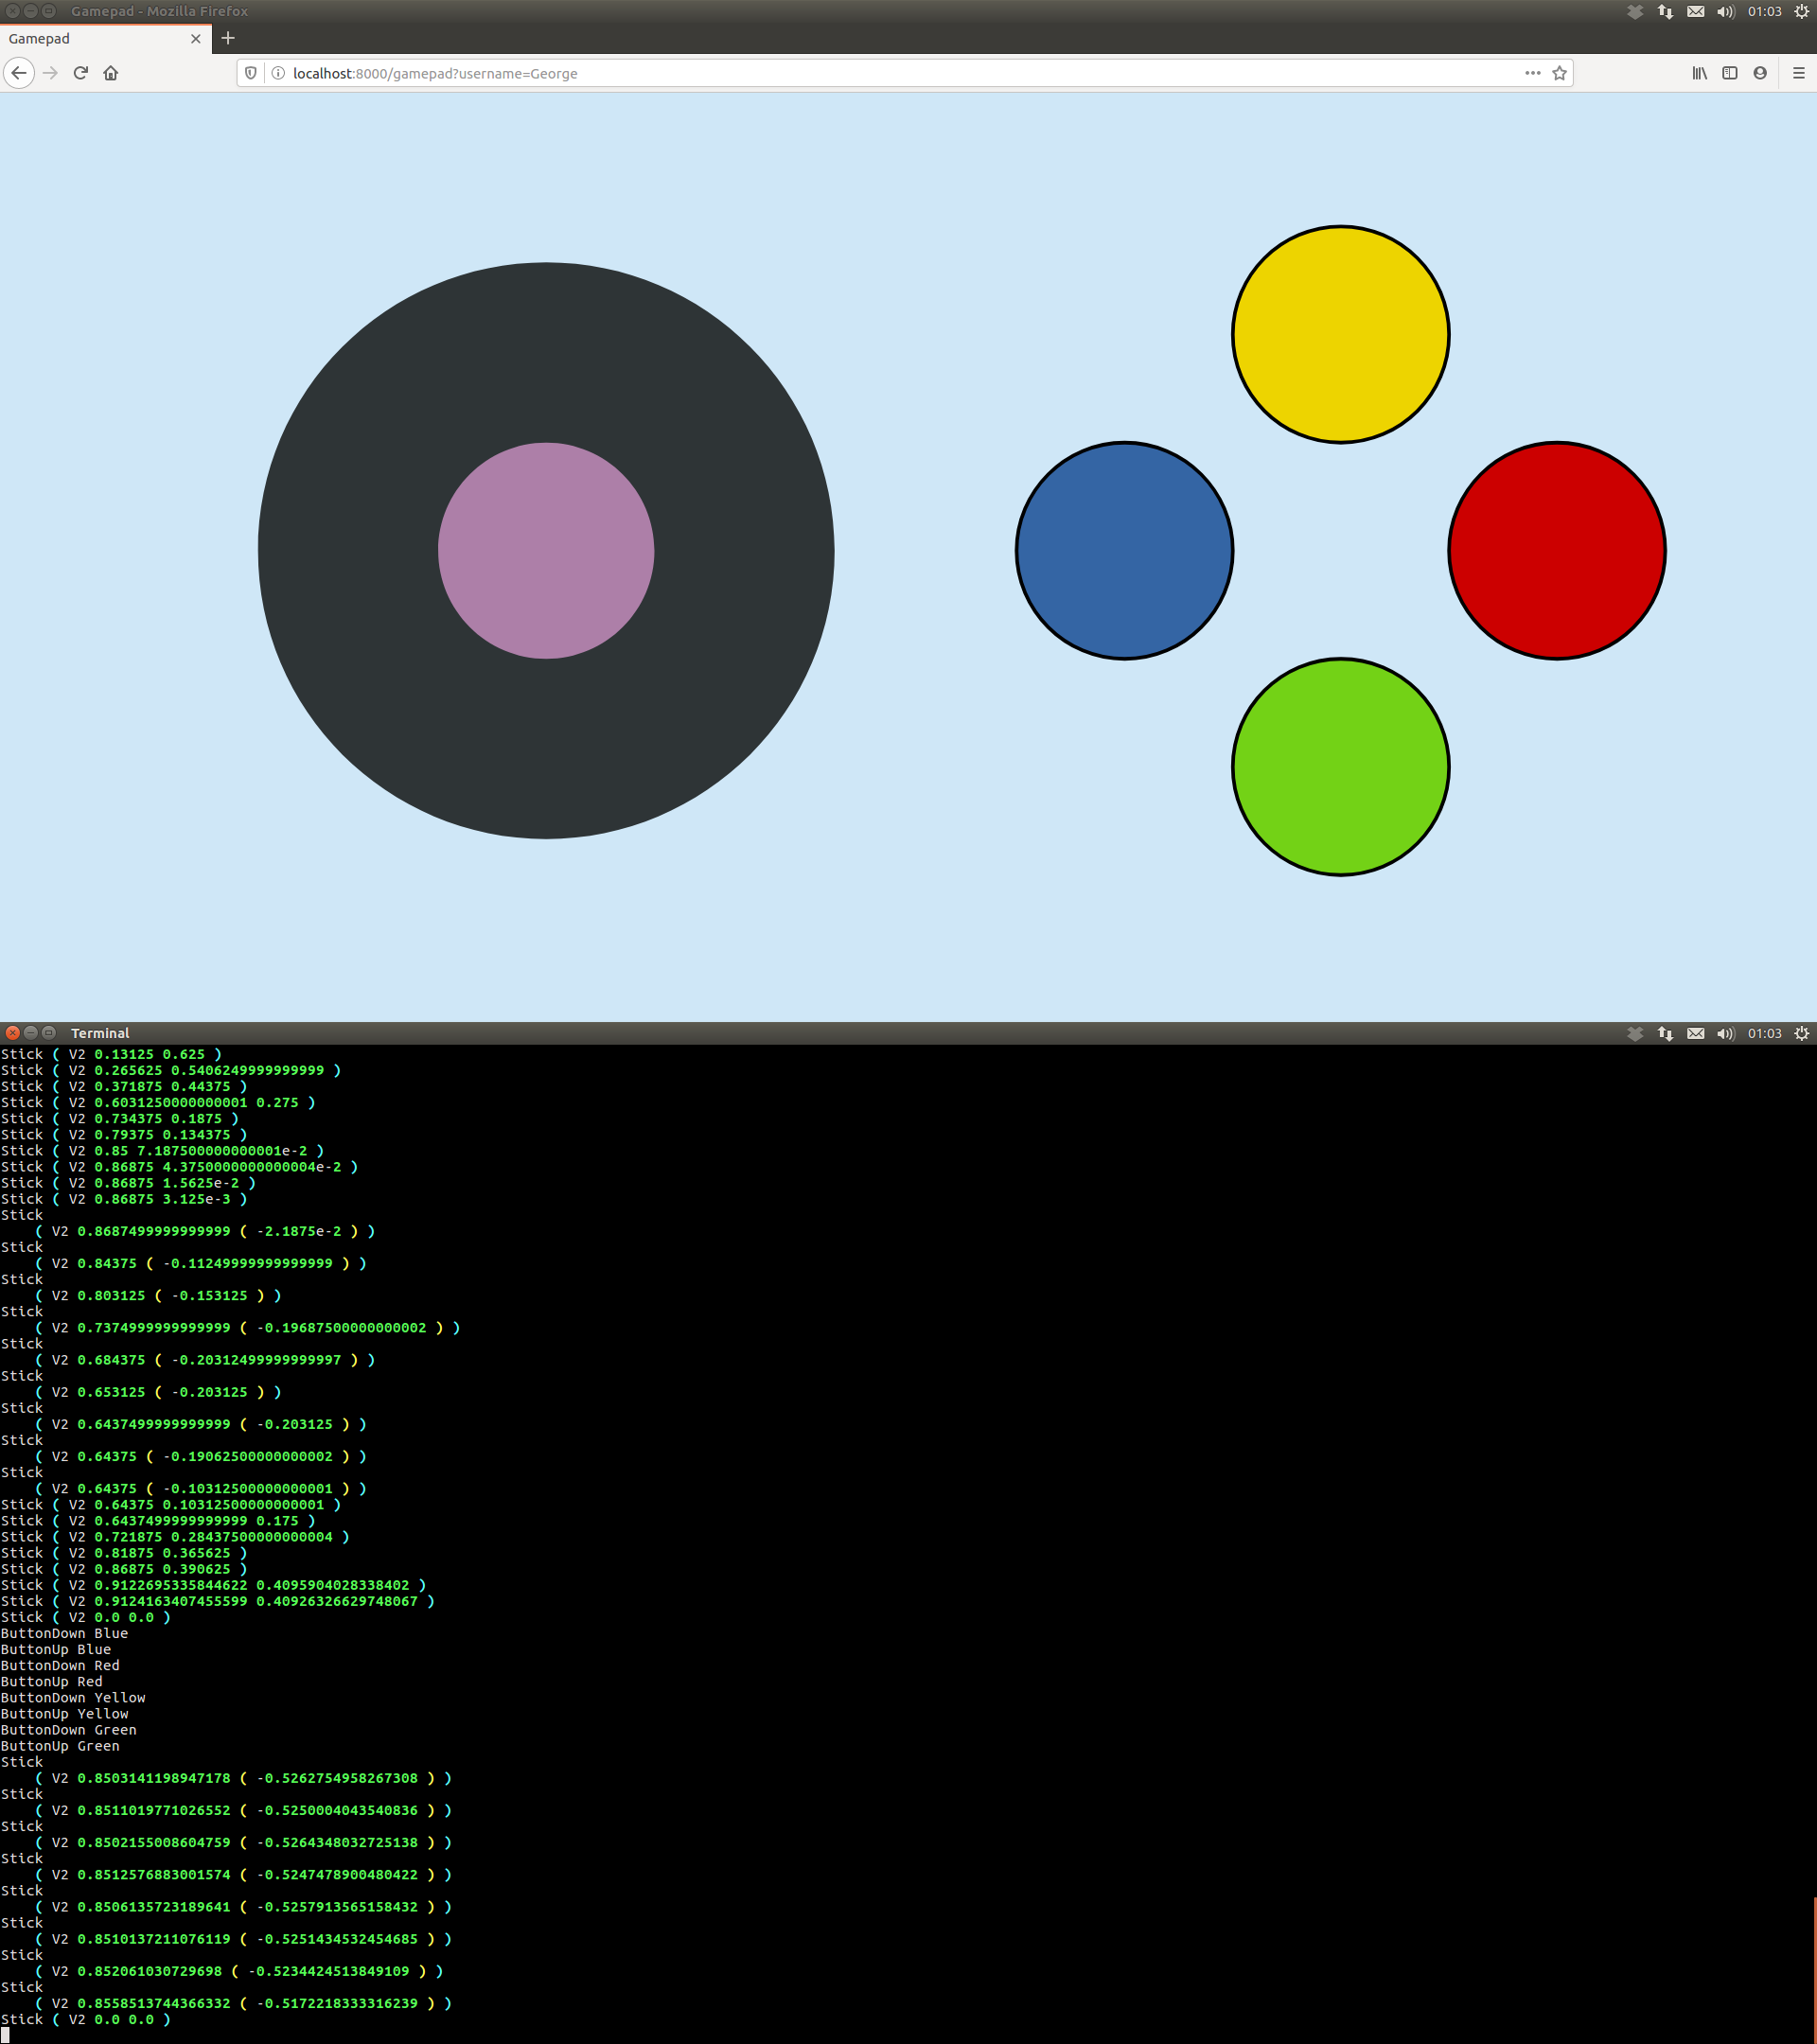 Gamepad - Mozilla Firefox
01:03
Gamepad
localhost:8000/gamepad?username=George
Terminal
01:03
Stick ( V2 0.13125 0.625 )
Stick ( V2 0.265625 0.5406249999999999 )
Stick ( V2 0.371875 0.44375 )
Stick ( V2 0.6031250000000001 0.275 )
Stick ( V2 0.734375 0.1875 )
Stick ( V2 0.79375 0.134375 )
Stick ( V2 0.85 7.187500000000001e-2 )
Stick ( V2 0.86875 4.3750000000000004e-2 )
Stick ( V2 0.86875 1.5625e-2 )
Stick ( V2 0.86875 3.125e-3 )
Stick
( V2 0.8687499999999999 ( -2.1875e-2 ) )
Stick
( V2 0.84375 ( -0.11249999999999999 ) )
Stick
( V2 0.803125 ( -0.153125 ) )
Stick
( V2 0.7374999999999999 ( -0.19687500000000002 ) )
Stick
( V2 0.684375 ( -0.20312499999999997 ) )
Stick
( V2 0.653125 ( -0.203125 ) )
Stick
( V2 0.6437499999999999 ( -0.203125 ) )
Stick
( V2 0.64375 ( -0.19062500000000002 ) )
Stick
( V2 0.64375 ( -0.10312500000000001 ) )
Stick ( V2 0.64375 0.10312500000000001 )
Stick ( V2 0.6437499999999999 0.175 )
Stick ( V2 0.721875 0.28437500000000004 )
Stick ( V2 0.81875 0.365625 )
Stick ( V2 0.86875 0.390625 )
Stick ( V2 0.9122695335844622 0.4095904028338402 )
Stick ( V2 0.9124163407455599 0.40926326629748067 )
Stick ( V2 0.0 0.0 )
ButtonDown Blue
ButtonUp Blue
ButtonDown Red
ButtonUp Red
ButtonDown Yellow
ButtonUp Yellow
ButtonDown Green
ButtonUp Green
Stick
( V2 0.8503141198947178 ( -0.5262754958267308 ) )
Stick
( V2 0.8511019771026552 ( -0.5250004043540836 ) )
Stick
( V2 0.8502155008604759 ( -0.5264348032725138 ) )
Stick
( V2 0.8512576883001574 ( -0.5247478900480422 ) )
Stick
( V2 0.8506135723189641 ( -0.5257913565158432 ) )
Stick
( V2 0.8510137211076119 ( -0.5251434532454685 ) )
Stick
( V2 0.852061030729698 ( -0.5234424513849109 ) )
Stick
( V2 0.8558513744366332 ( -0.5172218333316239 ) )
Stick ( V2 0.0 0.0 )